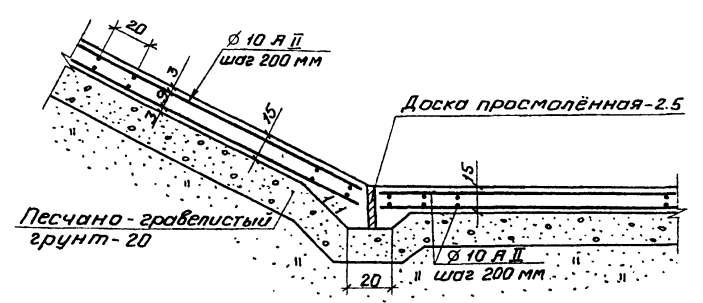 20
Ø 10 А II
шаг 200 мм
3
9
3
15
Доска просмолённая-2.5
15
1:1
Песчано-гравелистый
грунт-20
Ø 10 А II
шаг 200 мм
20